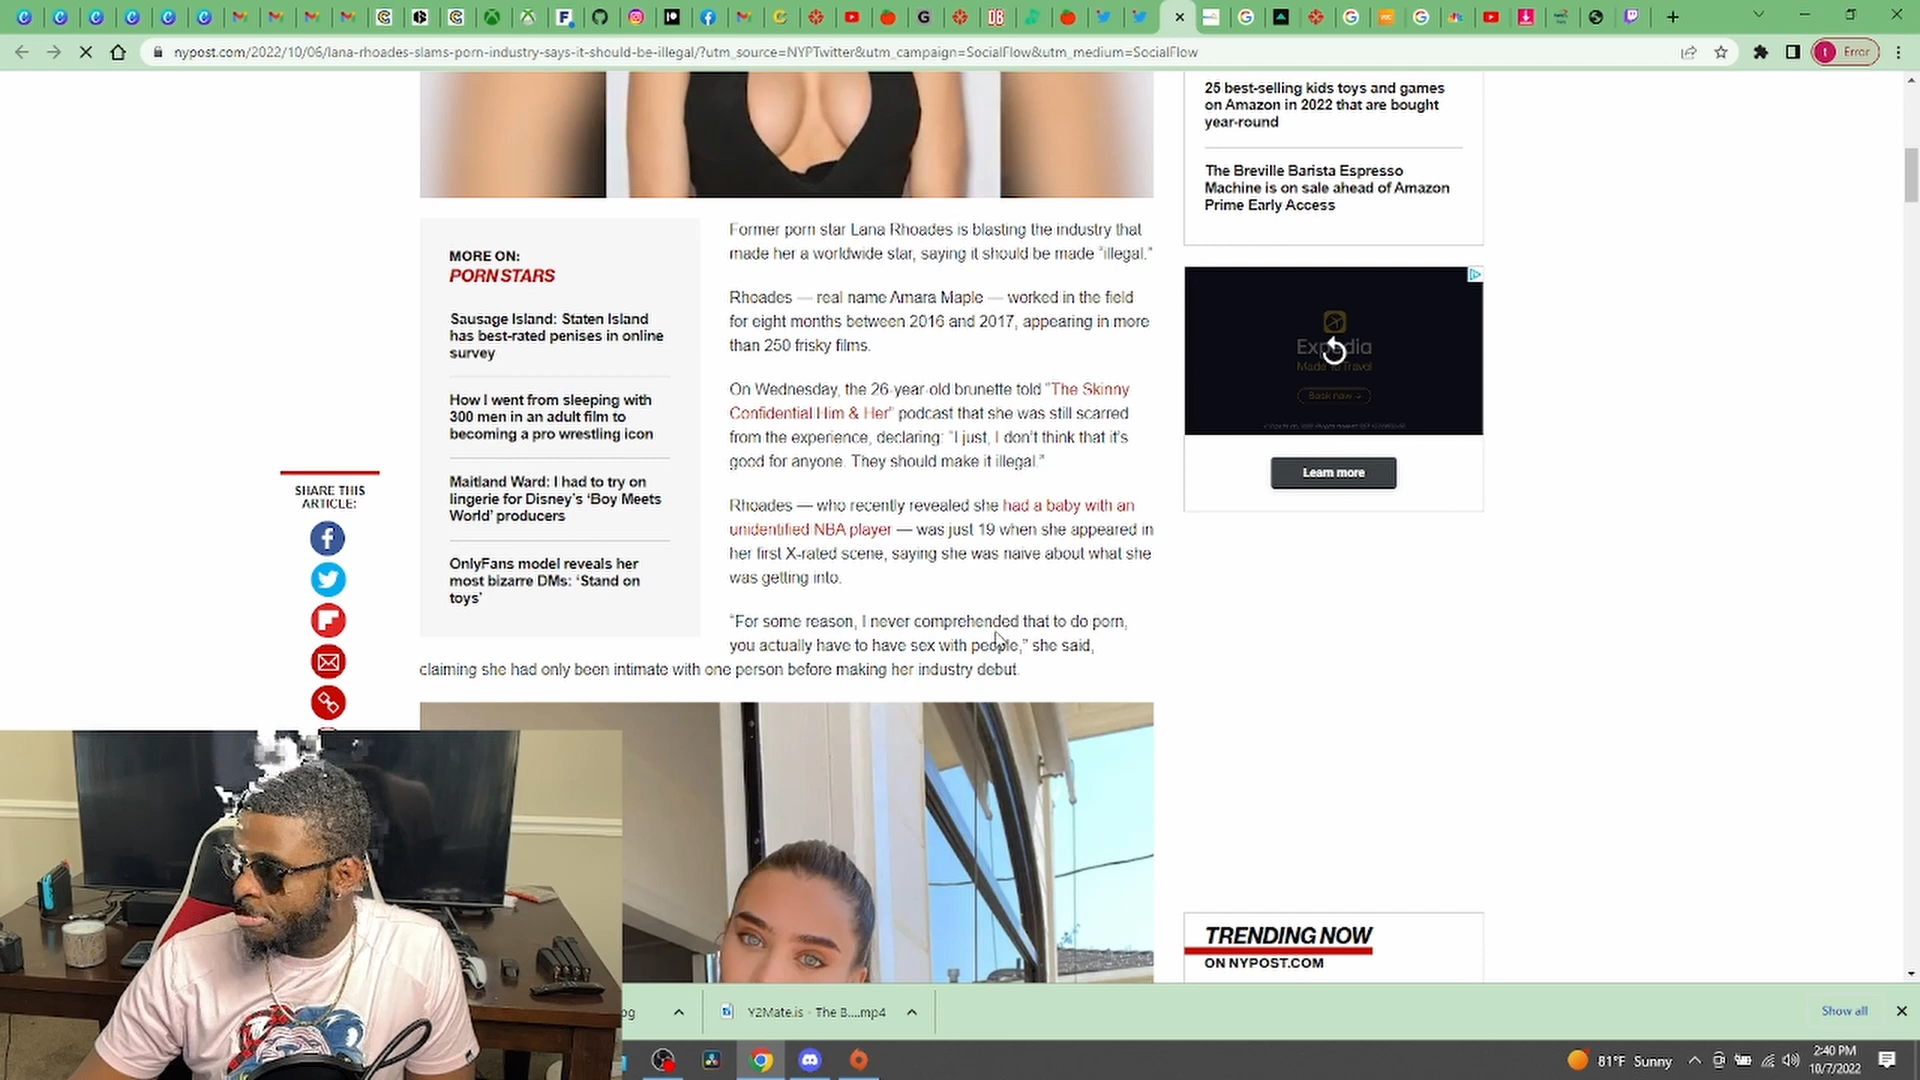 nypost.com/2022/10/06/lana-rhoades-slams-porn-industry-says-it-should-be-illegal/?utm_source=NYPTwitter&utm_campaign=SocialFlow&utm_medium=SocialFlow
t Error
25 best-selling kids toys and games
on Amazon in 2022 that are bought
year-round
The Breville Barista Espresso
Machine is on sale ahead of Amazon
Prime Early Access
MORE ON:
PORN STARS
Sausage Island: Staten Island
has best-rated penises in online
survey
How I went from sleeping with
300 men in an adult film to
becoming a pro wrestling icon
Maitland Ward: I had to try on
lingerie for Disney's 'Boy Meets
World' producers
OnlyFans model reveals her
most bizarre DMs: 'Stand on
toys'
SHARE THIS
ARTICLE:
Former porn star Lana Rhoades is blasting the industry that
made her a worldwide star, saying it should be made "illegal."
Rhoades — real name Amara Maple — worked in the field
for eight months between 2016 and 2017, appearing in more
than 250 frisky films.
On Wednesday, the 26-year-old brunette told "The Skinny
Confidential Him & Her" podcast that she was still scarred
from the experience, declaring: "I just, I don't think that it's
good for anyone. They should make it illegal."
Rhoades — who recently revealed she had a baby with an
unidentified NBA player — was just 19 when she appeared in
her first X-rated scene, saying she was naive about what she
was getting into.
"For some reason, I never comprehended that to do porn,
you actually have to have sex with people," she said,
claiming she had only been intimate with one person before making her industry debut.
Expedia
Made To Travel
Book now
Learn more
TRENDING NOW
ON NYPOST.COM
Y2Mate.is - The B....mp4
Show all
81°F Sunny
2:40 PM
10/7/2022